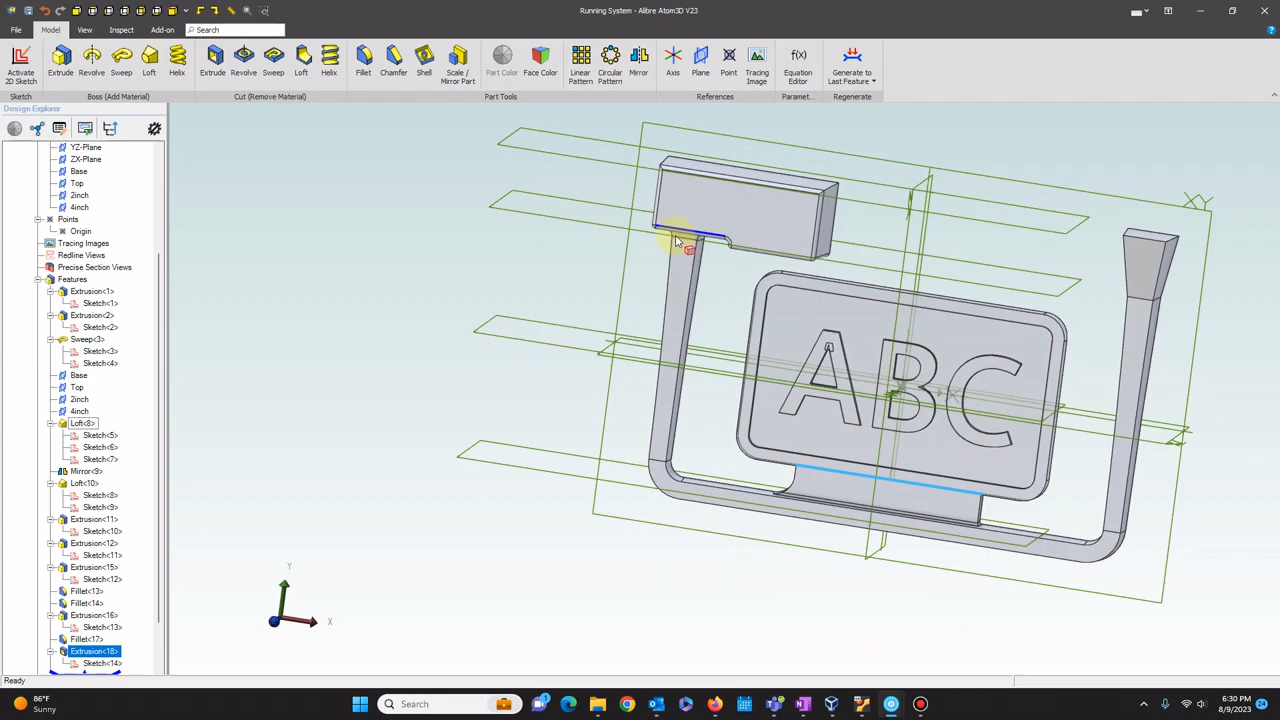 Running System - Alibre Atom3D V23
File Model View Inspect Add-on Search
Activate 2D Sketch Extrude Revolve Sweep Loft Helix Extrude Revolve Sweep Loft Helix Fillet Chamfer Shell Scale / Mirror Part Part Color Face Color Linear Pattern Circular Pattern Mirror Axis Plane Point Tracing Image Equation Editor Generate to Last Feature
Sketch Boss (Add Material) Cut (Remove Material) Part Tools References Paramet... Regenerate
Design Explorer
YZ-Plane
ZX-Plane
Base
Top
2inch
4inch
Points
Origin
Tracing Images
Redline Views
Precise Section Views
Features
Extrusion<1>
Sketch<1>
Extrusion<2>
Sketch<2>
Sweep<3>
Sketch<3>
Sketch<4>
Base
Top
2inch
4inch
Loft<8>
Sketch<5>
Sketch<6>
Sketch<7>
Mirror<9>
Loft<10>
Sketch<8>
Sketch<9>
Extrusion<11>
Sketch<10>
Extrusion<12>
Sketch<11>
Extrusion<15>
Sketch<12>
Fillet<13>
Fillet<14>
Extrusion<16>
Sketch<13>
Fillet<17>
Extrusion<18>
Sketch<14>
ABC
Y
X
Ready
86°F
Sunny
Search
6:30 PM
8/9/2023